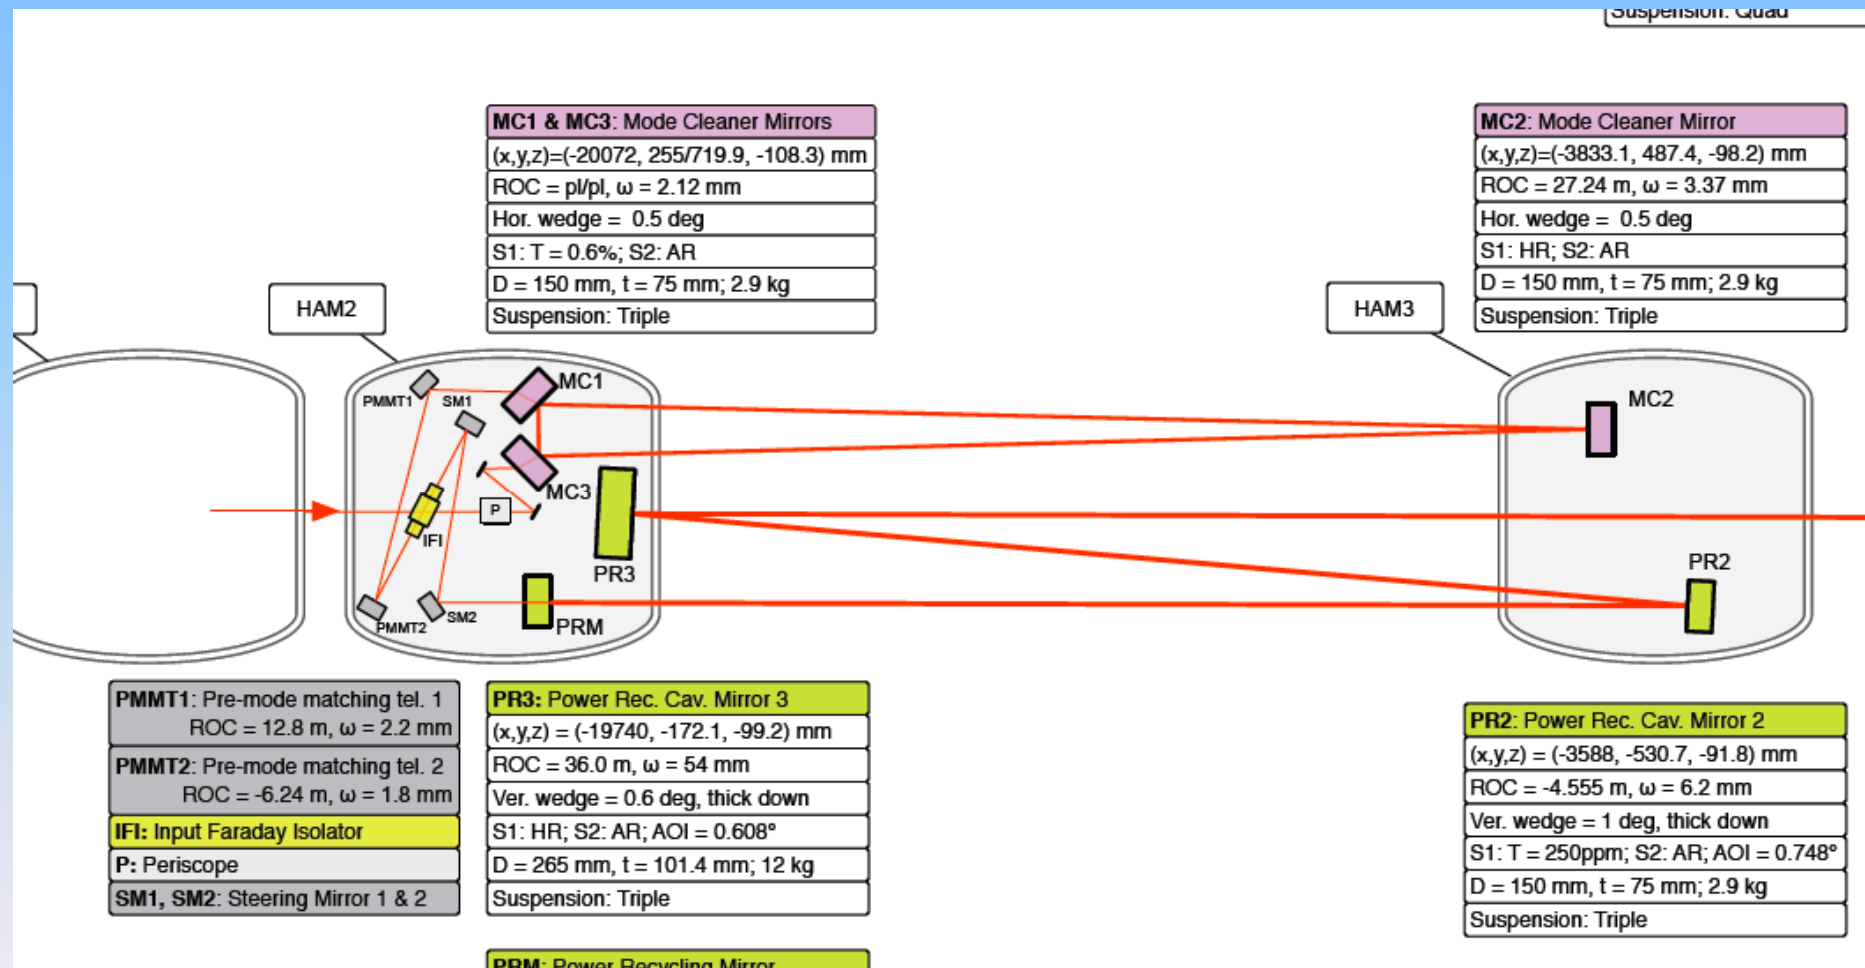 Suspension: Quad
MC1 & MC3: Mode Cleaner Mirrors
(x,y,z)=(-20072, 255/719.9, -108.3) mm
ROC = pl/pl, ω = 2.12 mm
Hor. wedge = 0.5 deg
S1: T = 0.6%; S2: AR
D = 150 mm, t = 75 mm; 2.9 kg
Suspension: Triple
MC2: Mode Cleaner Mirror
(x,y,z)=(-3833.1, 487.4, -98.2) mm
ROC = 27.24 m, ω = 3.37 mm
Hor. wedge = 0.5 deg
S1: HR; S2: AR
D = 150 mm, t = 75 mm; 2.9 kg
Suspension: Triple
HAM2
HAM3
MC1
PMMT1
SM1
MC2
MC3
P
IFI
PR3
PR2
PMMT2
SM2
PRM
PMMT1: Pre-mode matching tel. 1
ROC = 12.8 m, ω = 2.2 mm
PMMT2: Pre-mode matching tel. 2
ROC = -6.24 m, ω = 1.8 mm
IFI: Input Faraday Isolator
P: Periscope
SM1, SM2: Steering Mirror 1 & 2
PR3: Power Rec. Cav. Mirror 3
(x,y,z) = (-19740, -172.1, -99.2) mm
ROC = 36.0 m, ω = 54 mm
Ver. wedge = 0.6 deg, thick down
S1: HR; S2: AR; AOI = 0.608°
D = 265 mm, t = 101.4 mm; 12 kg
Suspension: Triple
PR2: Power Rec. Cav. Mirror 2
(x,y,z) = (-3588, -530.7, -91.8) mm
ROC = -4.555 m, ω = 6.2 mm
Ver. wedge = 1 deg, thick down
S1: T = 250ppm; S2: AR; AOI = 0.748°
D = 150 mm, t = 75 mm; 2.9 kg
Suspension: Triple
PRM: Power Recycling Mirror